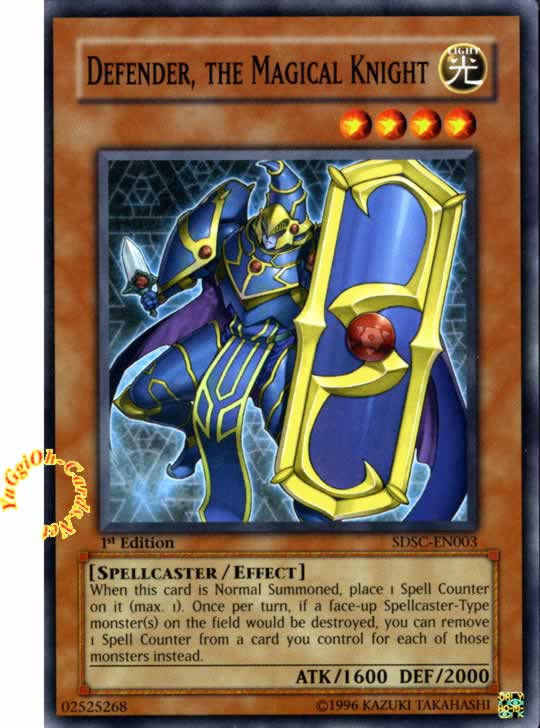 DEFENDER, THE MAGICAL KNIGHT
LIGHT
光
1st Edition
SDSC-EN003
[SPELLCASTER / EFFECT]
When this card is Normal Summoned, place 1 Spell Counter
on it (max. 1). Once per turn, if a face-up Spellcaster-Type
monster(s) on the field would be destroyed, you can remove
1 Spell Counter from a card you control for each of those
monsters instead.
ATK/1600 DEF/2000
02525268
©1996 KAZUKI TAKAHASHI
YuGgiOh-Cards.Net